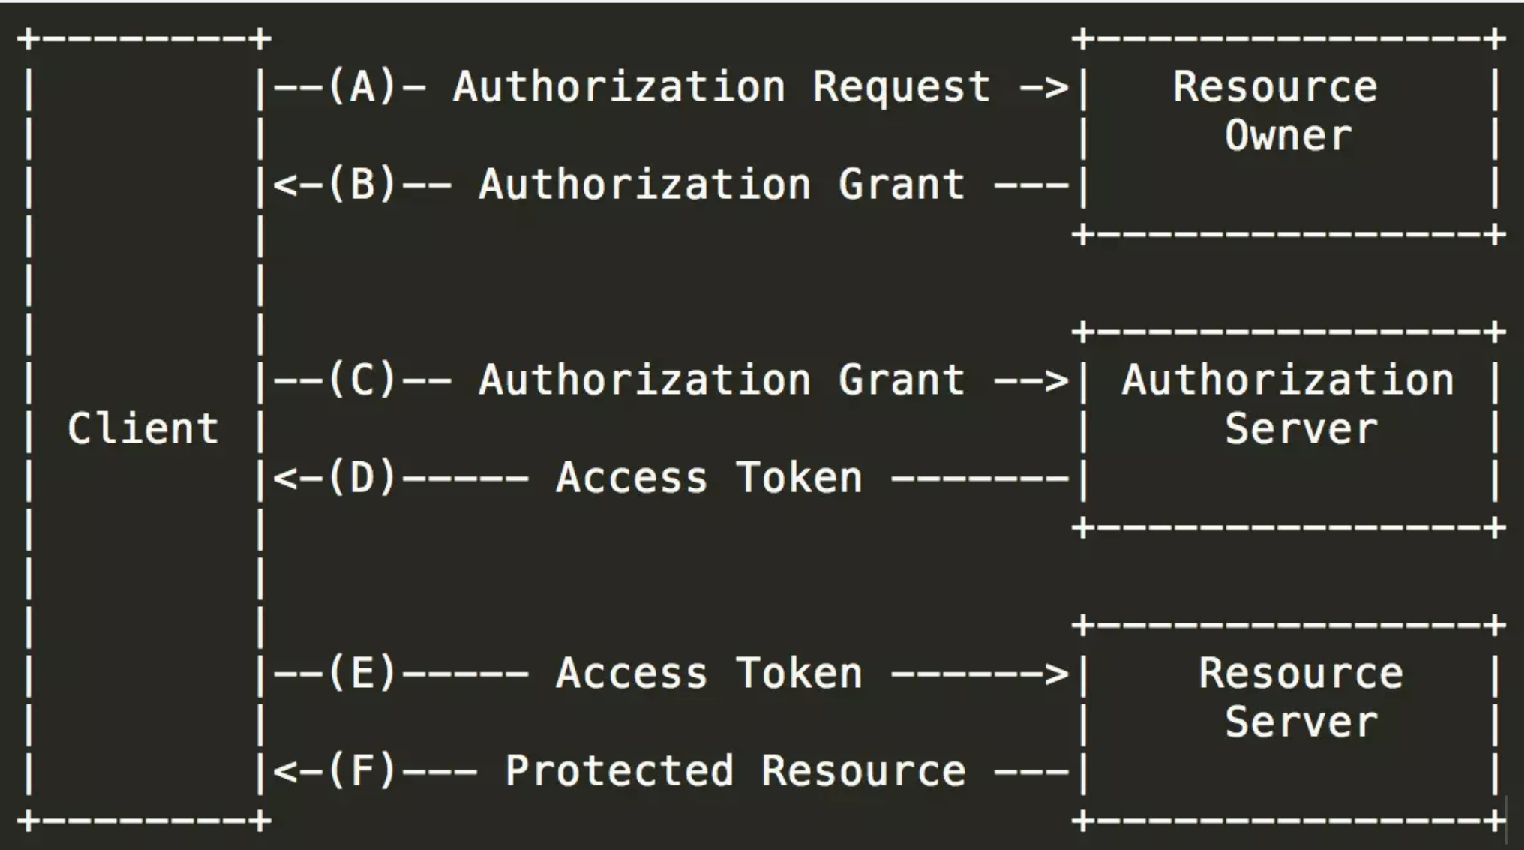 +--------+                               +---------------+
|        |--(A)- Authorization Request ->|   Resource    |
|        |                               |     Owner     |
|        |<-(B)-- Authorization Grant ---|               |
|        |                               +---------------+
|        |
|        |                               +---------------+
|        |--(C)-- Authorization Grant -->| Authorization |
| Client |                               |     Server    |
|        |<-(D)----- Access Token -------|               |
|        |                               +---------------+
|        |
|        |                               +---------------+
|        |--(E)----- Access Token ------>|    Resource   |
|        |                               |     Server    |
|        |<-(F)--- Protected Resource ---|               |
+--------+                               +---------------+